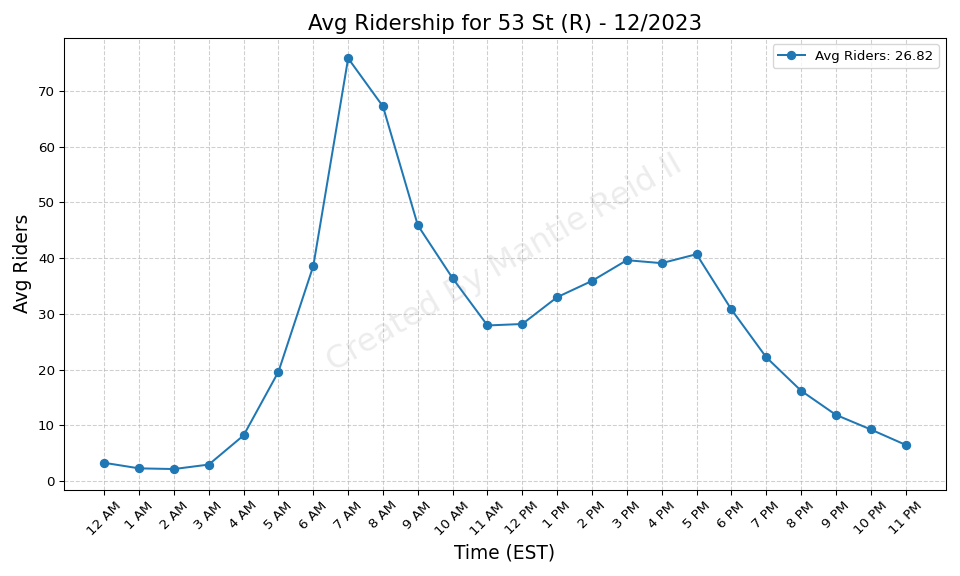 Avg Ridership for 53 St (R) - 12/2023
Avg Riders: 26.82
70
60
50
40
30
20
10
0
Avg Riders
Created By Mantie Reid II
12 AM
1 AM
2 AM
3 AM
4 AM
5 AM
6 AM
7 AM
8 AM
9 AM
10 AM
11 AM
12 PM
1 PM
2 PM
3 PM
4 PM
5 PM
6 PM
7 PM
8 PM
9 PM
10 PM
11 PM
Time (EST)